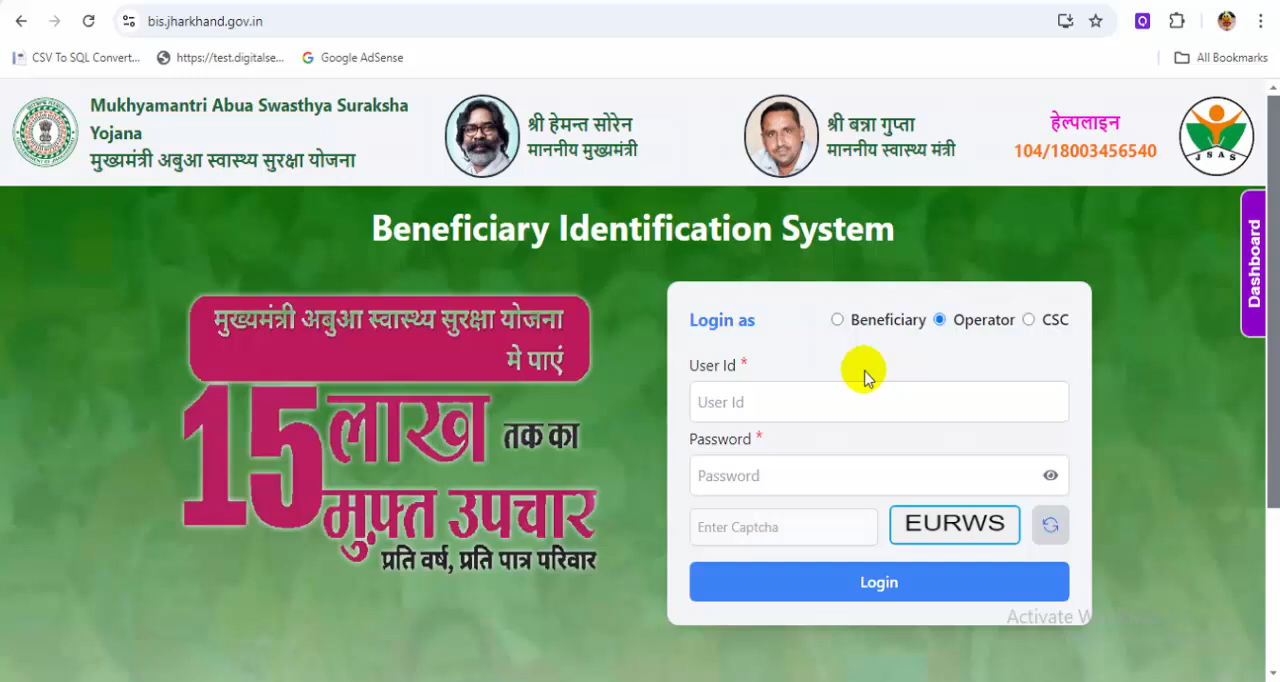 bis.jharkhand.gov.in
CSV To SQL Convert...
https://test.digitalse...
Google AdSense
All Bookmarks
Mukhyamantri Abua Swasthya Suraksha
Yojana
मुख्यमंत्री अबुआ स्वास्थ्य सुरक्षा योजना
श्री हेमन्त सोरेन
माननीय मुख्यमंत्री
श्री बन्ना गुप्ता
माननीय स्वास्थ्य मंत्री
हेल्पलाइन
104/18003456540
JSAS
Dashboard
Beneficiary Identification System
मुख्यमंत्री अबुआ स्वास्थ्य सुरक्षा योजना
मे पाएं
15 लाख तक का
मुफ़्त उपचार
प्रति वर्ष, प्रति पात्र परिवार
Login as
Beneficiary
Operator
CSC
User Id *
User Id
Password *
Password
Enter Captcha
EURWS
Login